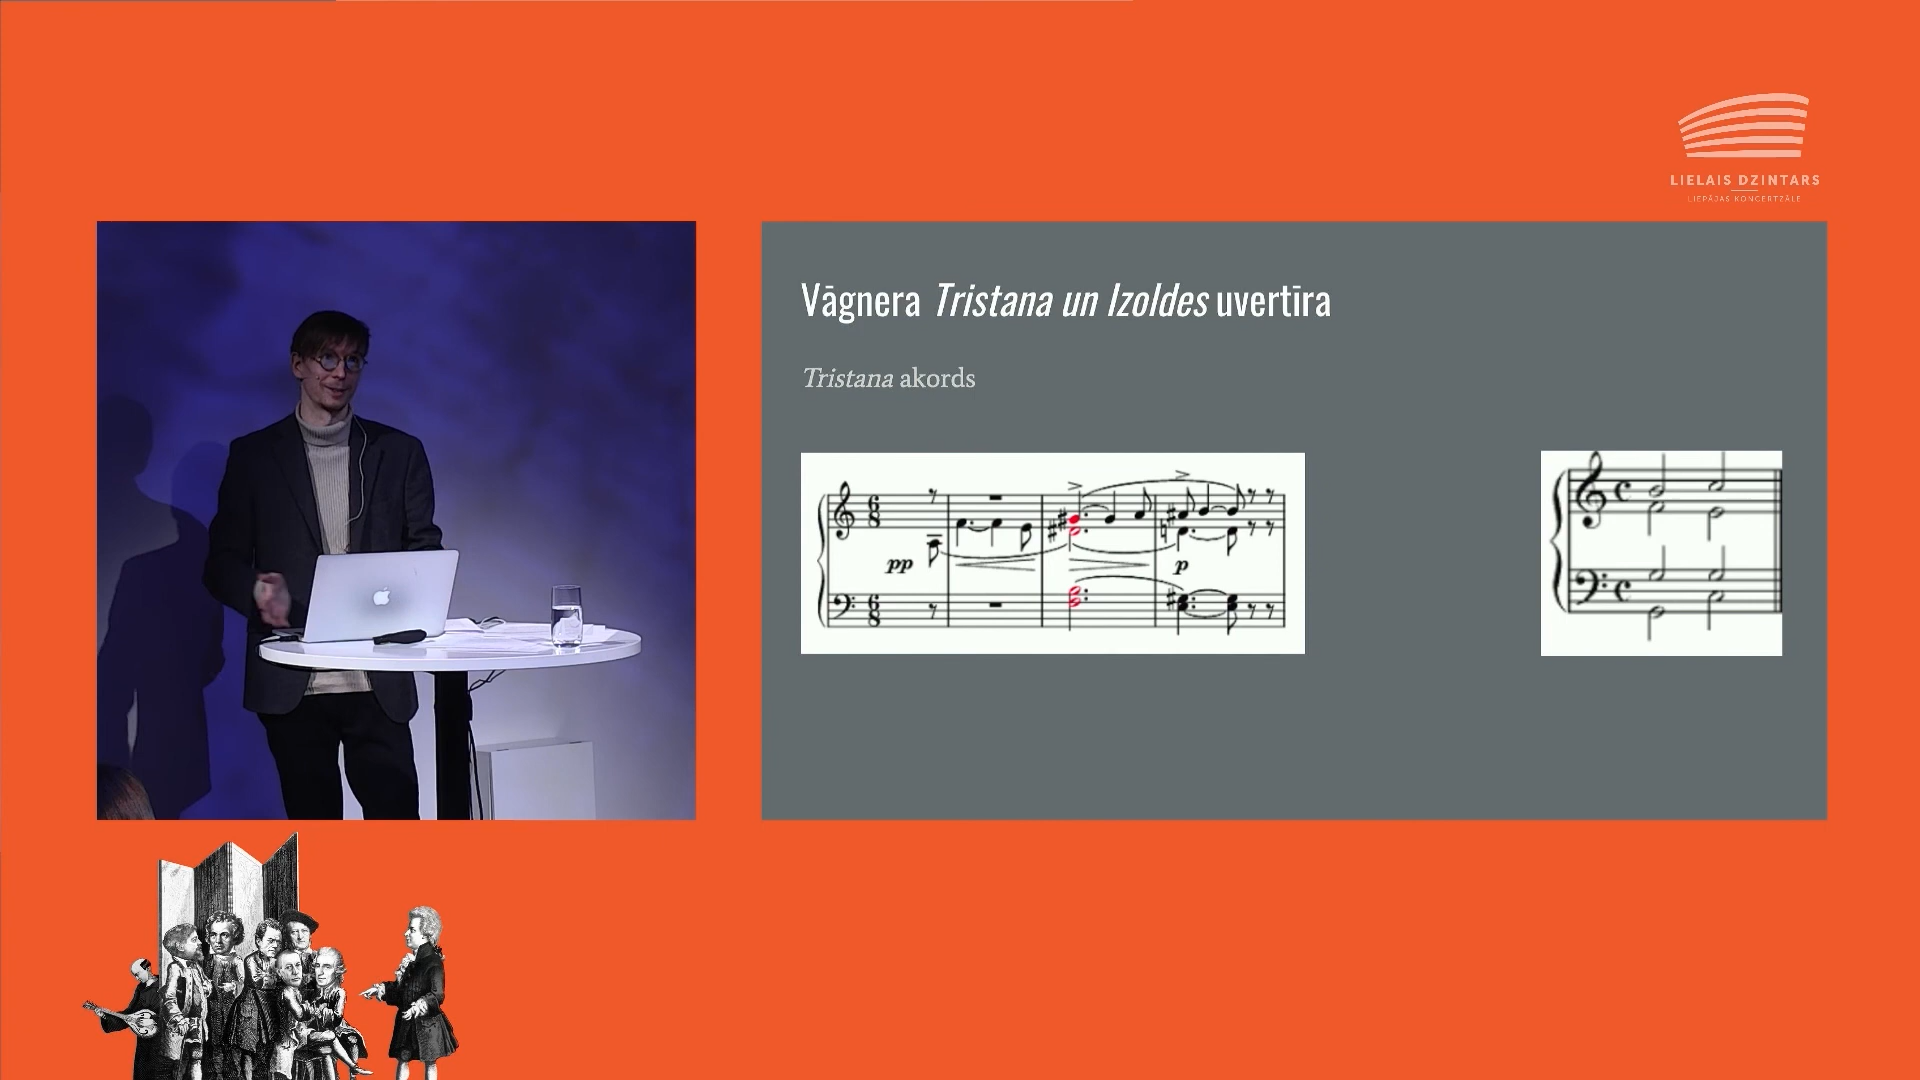 LIELAIS DZINTARS
LIEPĀJAS KONCERTZĀLE
Vāgnera Tristana un Izoldes uvertīra
Tristana akords
pp
p